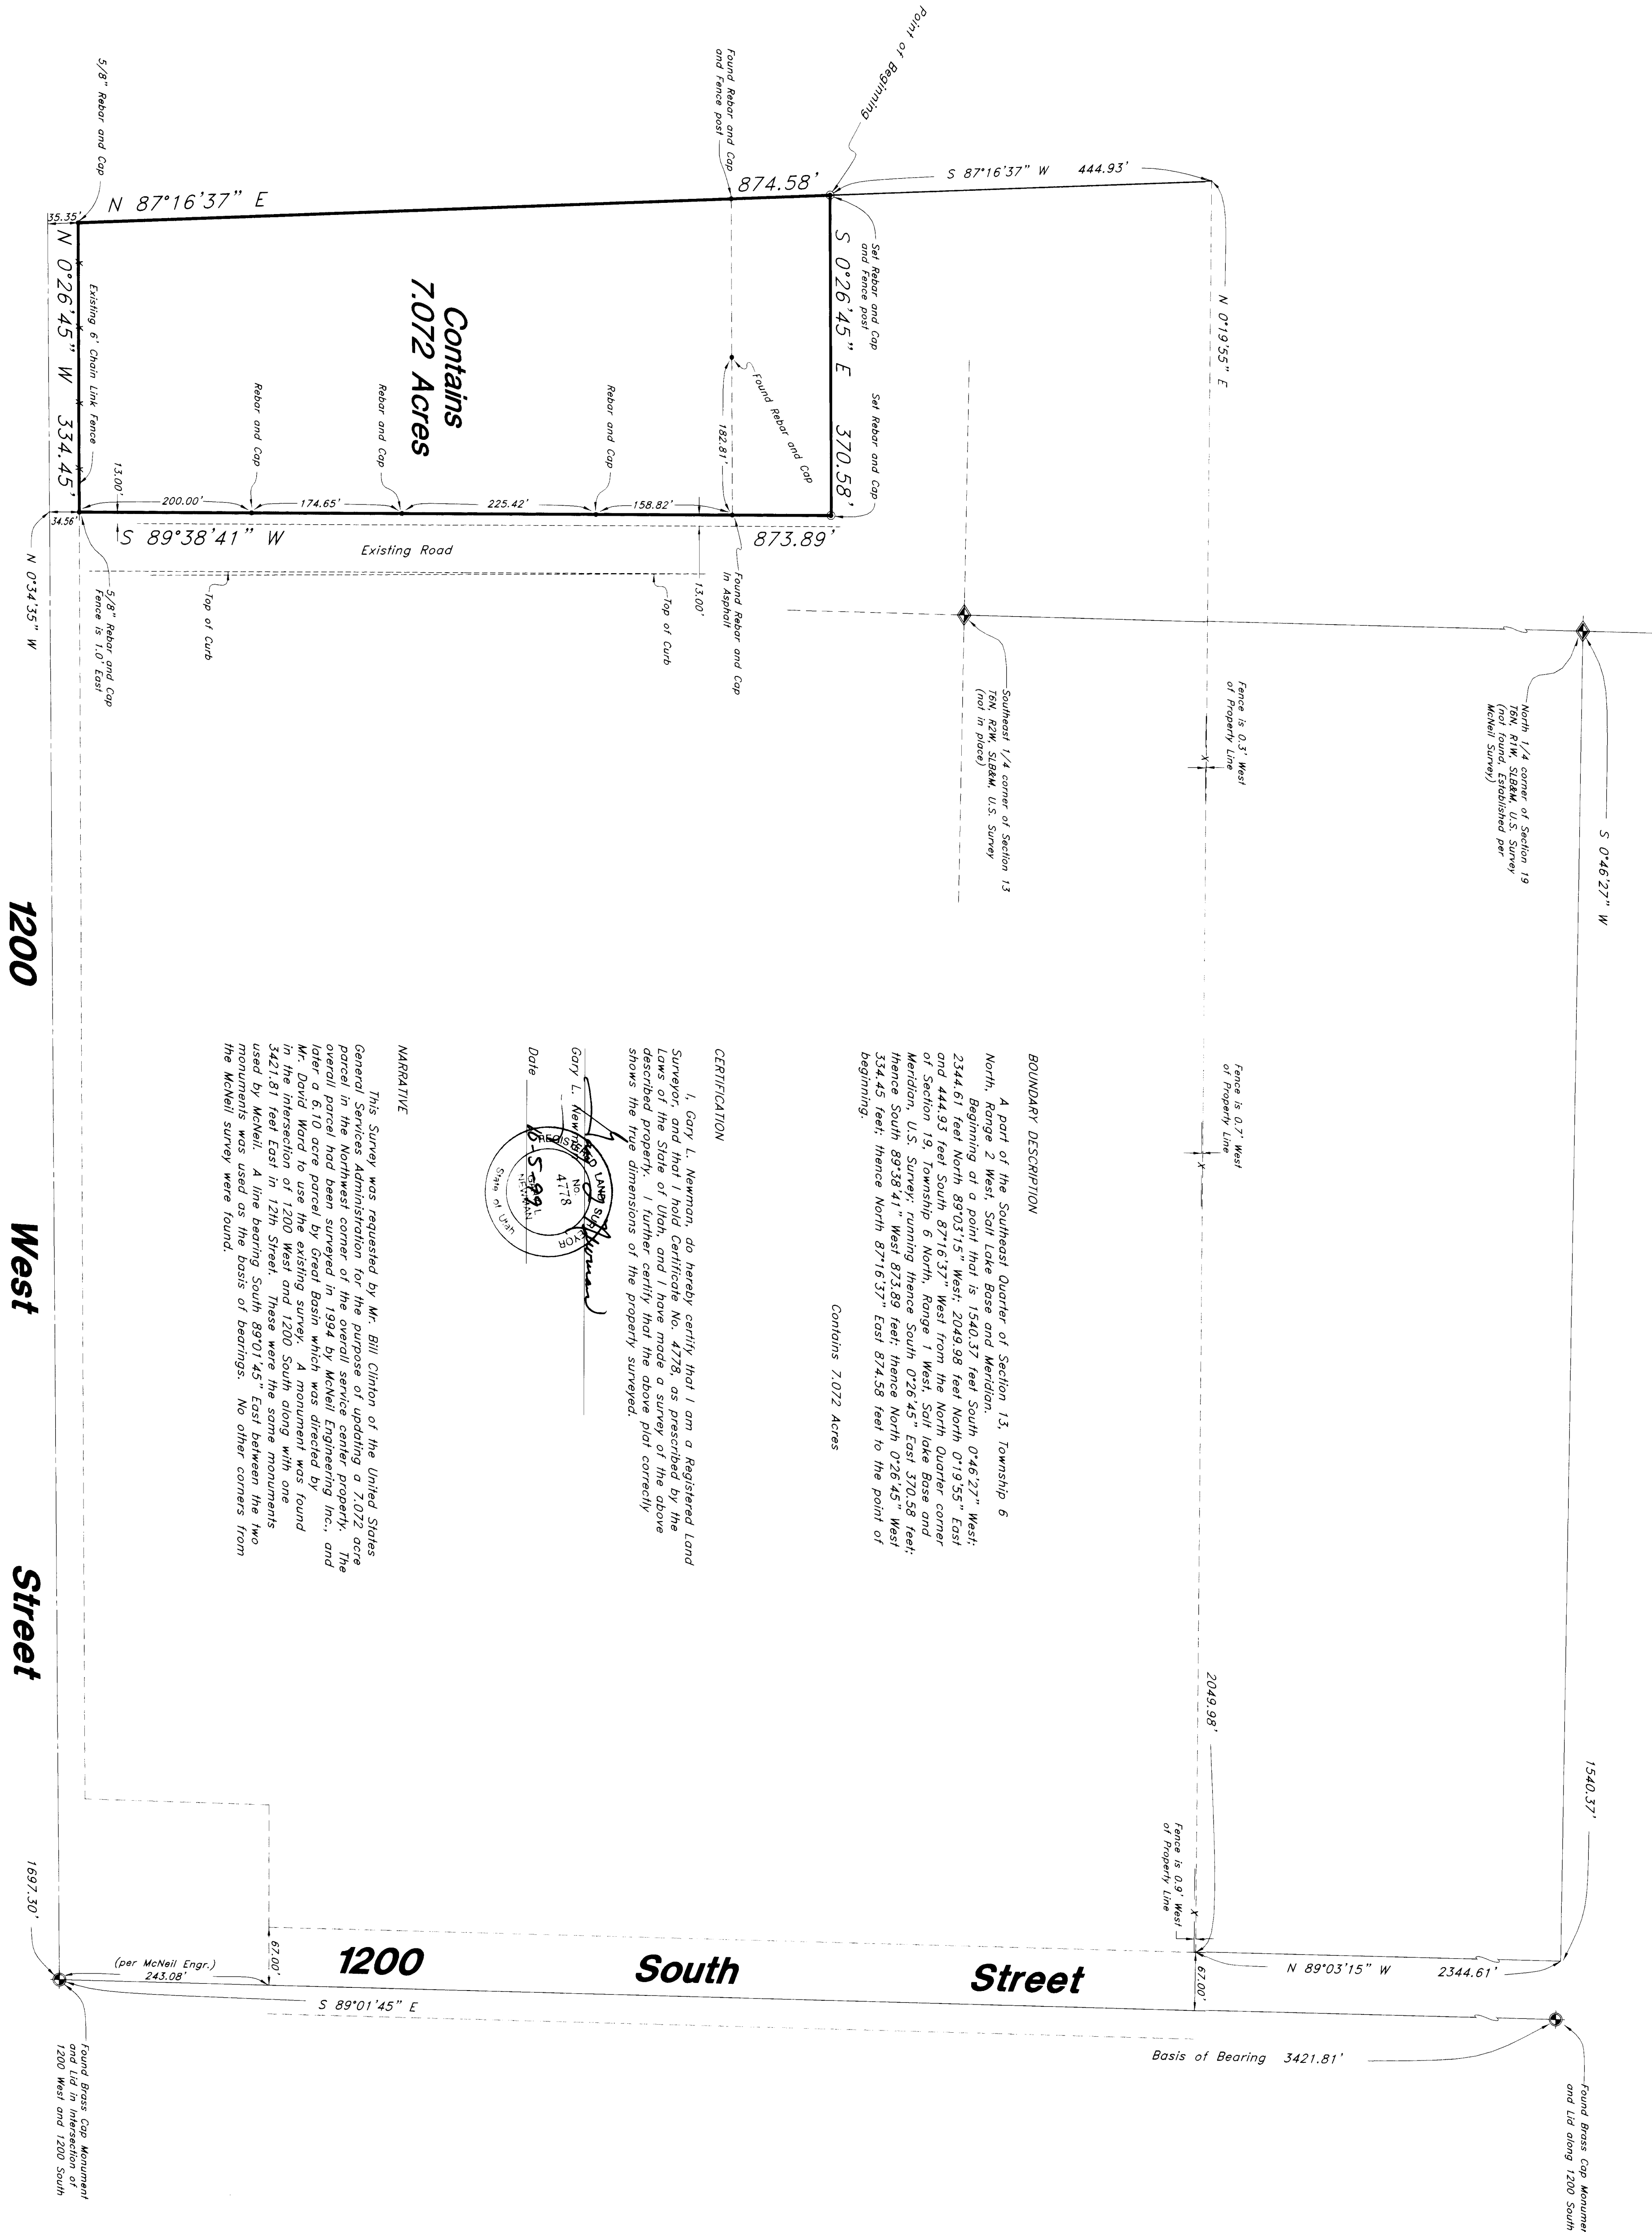 Point of Beginning
Found Rebar and Cap
and Fence post
5/8" Rebar and Cap
874.58'
N 87°16'37" E
S 87°16'37" W 444.93'
35.35'
N 0°26'45" W 334.45'
Existing 6' Chain Link Fence
13.00'
34.56'
Contains
7.072 Acres
S 0°26'45" E 370.58'
Set Rebar and Cap
and Fence post
Set Rebar and Cap
Found Rebar and Cap
182.81'
Rebar and Cap
Rebar and Cap
Rebar and Cap
200.00'
174.65'
225.42'
158.82'
S 89°38'41" W
873.89'
Existing Road
13.00'
Found Rebar and Cap
In Asphalt
Top of Curb
Top of Curb
5/8" Rebar and Cap
Fence is 1.0' East
N 0°34'35" W
N 0°19'55" E
Southeast 1/4 corner of Section 13
T6N, R2W, SLB&M, U.S. Survey
(not in place)
Fence is 0.3' West
of Property Line
North 1/4 corner of Section 19
T6N, R1W, SLB&M, U.S. Survey
(not found, Established per
McNeil Survey)
S 0°46'27" W
Fence is 0.7' West
of Property Line
BOUNDARY DESCRIPTION
A part of the Southeast Quarter of Section 13, Township 6
North, Range 2 West, Salt Lake Base and Meridian.
Beginning at a point that is 1540.37 feet South 0°46'27" West;
2344.61 feet North 89°03'15" West; 2049.98 feet North 0°19'55" East
and 444.93 feet South 87°16'37" West from the North Quarter corner
of Section 19, Township 6 North, Range 1 West, Salt lake Base and
Meridian, U.S. Survey; running thence South 0°26'45" East 370.58 feet;
thence South 89°38'41" West 873.89 feet; thence North 0°26'45" West
334.45 feet; thence North 87°16'37" East 874.58 feet to the point of
beginning.
Contains 7.072 Acres
CERTIFICATION
I, Gary L. Newman, do hereby certify that I am a Registered Land
Surveyor, and that I hold Certificate No. 4778, as prescribed by the
Laws of the State of Utah, and I have made a survey of the above
described property. I further certify that the above plat correctly
shows the true dimensions of the property surveyed.
Gary L. Newman
Date 10-5-99
REGISTERED LAND SURVEYOR
No.
4778
NEWMAN
State of Utah
NARRATIVE
This Survey was requested by Mr. Bill Clinton of the United States
General Services Administration for the purpose of updating a 7.072 acre
parcel in the Northwest corner of the overall service center property. The
overall parcel had been surveyed in 1994 by McNeil Engineering Inc., and
later a 6.10 acre parcel by Great Basin which was directed by
Mr. David Ward to use the existing survey. A monument was found
in the intersection of 1200 West and 1200 South along with one
3421.81 feet East in 12th Street. These were the same monuments
used by McNeil. A line bearing South 89°01'45" East between the two
monuments was used as the basis of bearings. No other corners from
the McNeil survey were found.
1200 West Street
2049.98'
1540.37'
Fence is 0.9' West
of Property Line
1697.30'
67.00'
(per McNeil Engr.)
243.08'
1200 South Street
67.00'
N 89°03'15" W 2344.61'
S 89°01'45" E
Basis of Bearing 3421.81'
Found Brass Cap Monument
and Lid in Intersection of
1200 West and 1200 South
Found Brass Cap Monumen
and Lid along 1200 South